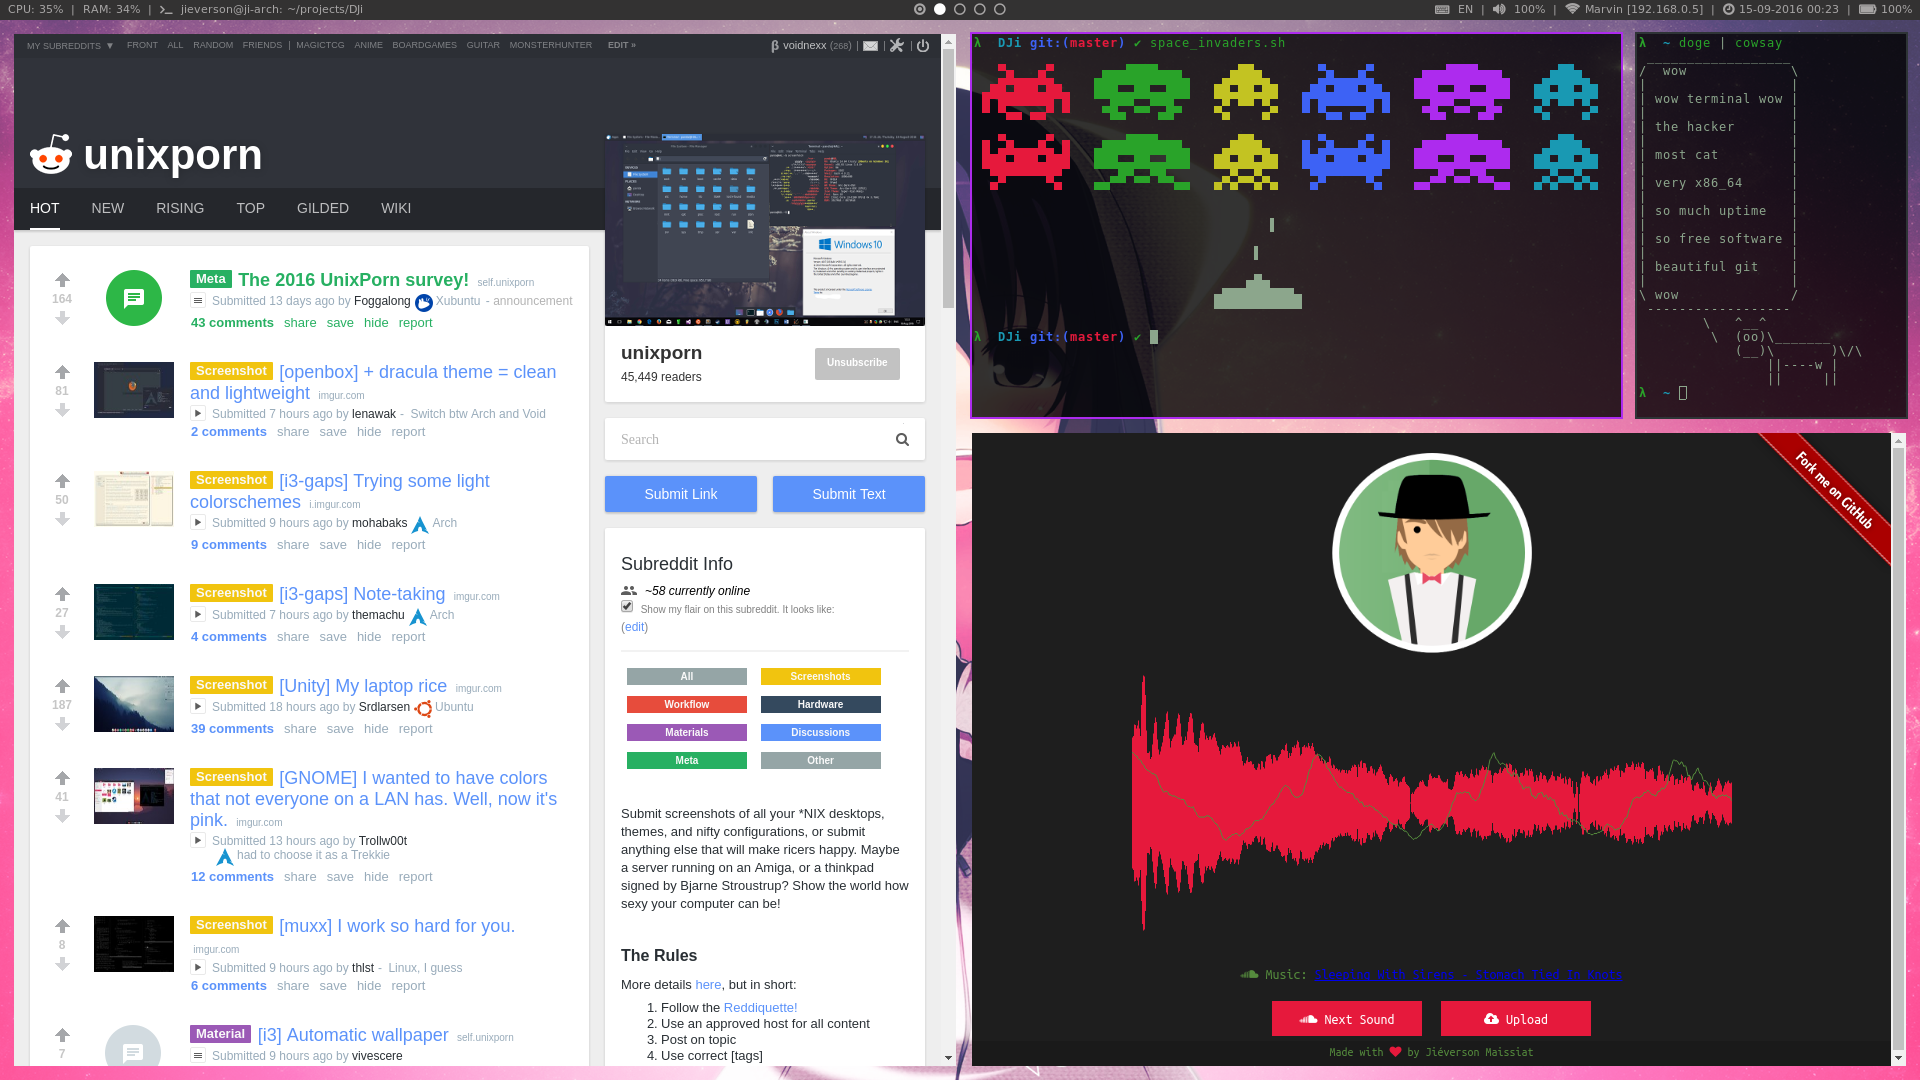 CPU: 35% | RAM: 34% | jieverson@ji-arch: ~/projects/DJi
EN | 100% | Marvin [192.168.0.5] | 15-09-2016 00:23 | 100%
MY SUBREDDITS ▼ FRONT ALL RANDOM FRIENDS | MAGICTCG ANIME BOARDGAMES GUITAR MONSTERHUNTER EDIT »
β voidnexx (268) | | |
unixporn
HOT NEW RISING TOP GILDED WIKI
164
Meta The 2016 UnixPorn survey! self.unixporn
Submitted 13 days ago by Foggalong Xubuntu - announcement
43 comments share save hide report
81
Screenshot [openbox] + dracula theme = clean
and lightweight imgur.com
Submitted 7 hours ago by lenawak - Switch btw Arch and Void
2 comments share save hide report
50
Screenshot [i3-gaps] Trying some light
colorschemes i.imgur.com
Submitted 9 hours ago by mohabaks Arch
9 comments share save hide report
27
Screenshot [i3-gaps] Note-taking imgur.com
Submitted 7 hours ago by themachu Arch
4 comments share save hide report
187
Screenshot [Unity] My laptop rice imgur.com
Submitted 18 hours ago by Srdlarsen Ubuntu
39 comments share save hide report
41
Screenshot [GNOME] I wanted to have colors
that not everyone on a LAN has. Well, now it's
pink. imgur.com
Submitted 13 hours ago by Trollw00t
had to choose it as a Trekkie
12 comments share save hide report
8
Screenshot [muxx] I work so hard for you.
imgur.com
Submitted 9 hours ago by thlst - Linux, I guess
6 comments share save hide report
7
Material [i3] Automatic wallpaper self.unixporn
Submitted 9 hours ago by vivescere
Windows 10
unixporn
45,449 readers
Unsubscribe
Search
Submit Link
Submit Text
Subreddit Info
~58 currently online
Show my flair on this subreddit. It looks like:
(edit)
All Screenshots
Workflow Hardware
Materials Discussions
Meta Other
Submit screenshots of all your *NIX desktops,
themes, and nifty configurations, or submit
anything else that will make ricers happy. Maybe
a server running on an Amiga, or a thinkpad
signed by Bjarne Stroustrup? Show the world how
sexy your computer can be!
The Rules
More details here, but in short:
1. Follow the Reddiquette!
2. Use an approved host for all content
3. Post on topic
4. Use correct [tags]
λ DJi git:(master) ✔ space_invaders.sh
λ DJi git:(master) ✔
λ ~ doge | cowsay
 __________________
/  wow             \
|                  |
| wow terminal wow |
|                  |
| the hacker       |
|                  |
| most cat         |
|                  |
| very x86_64      |
|                  |
| so much uptime   |
|                  |
| so free software |
|                  |
| beautiful git    |
|                  |
\ wow              /
 ------------------
        \   ^__^
         \  (oo)\_______
            (__)\       )\/\
                ||----w |
                ||     ||
λ ~
Fork me on GitHub
Music: Sleeping With Sirens - Stomach Tied In Knots
Next Sound
Upload
Made with ❤ by Jiéverson Maissiat